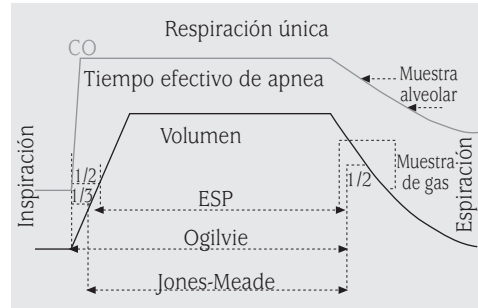 Respiración única
CO
Tiempo efectivo de apnea
Muestra
alveolar
Volumen
Inspiración
1/2
1/3
1/2
Muestra
de gas
Espiración
ESP
Ogilvie
Jones-Meade